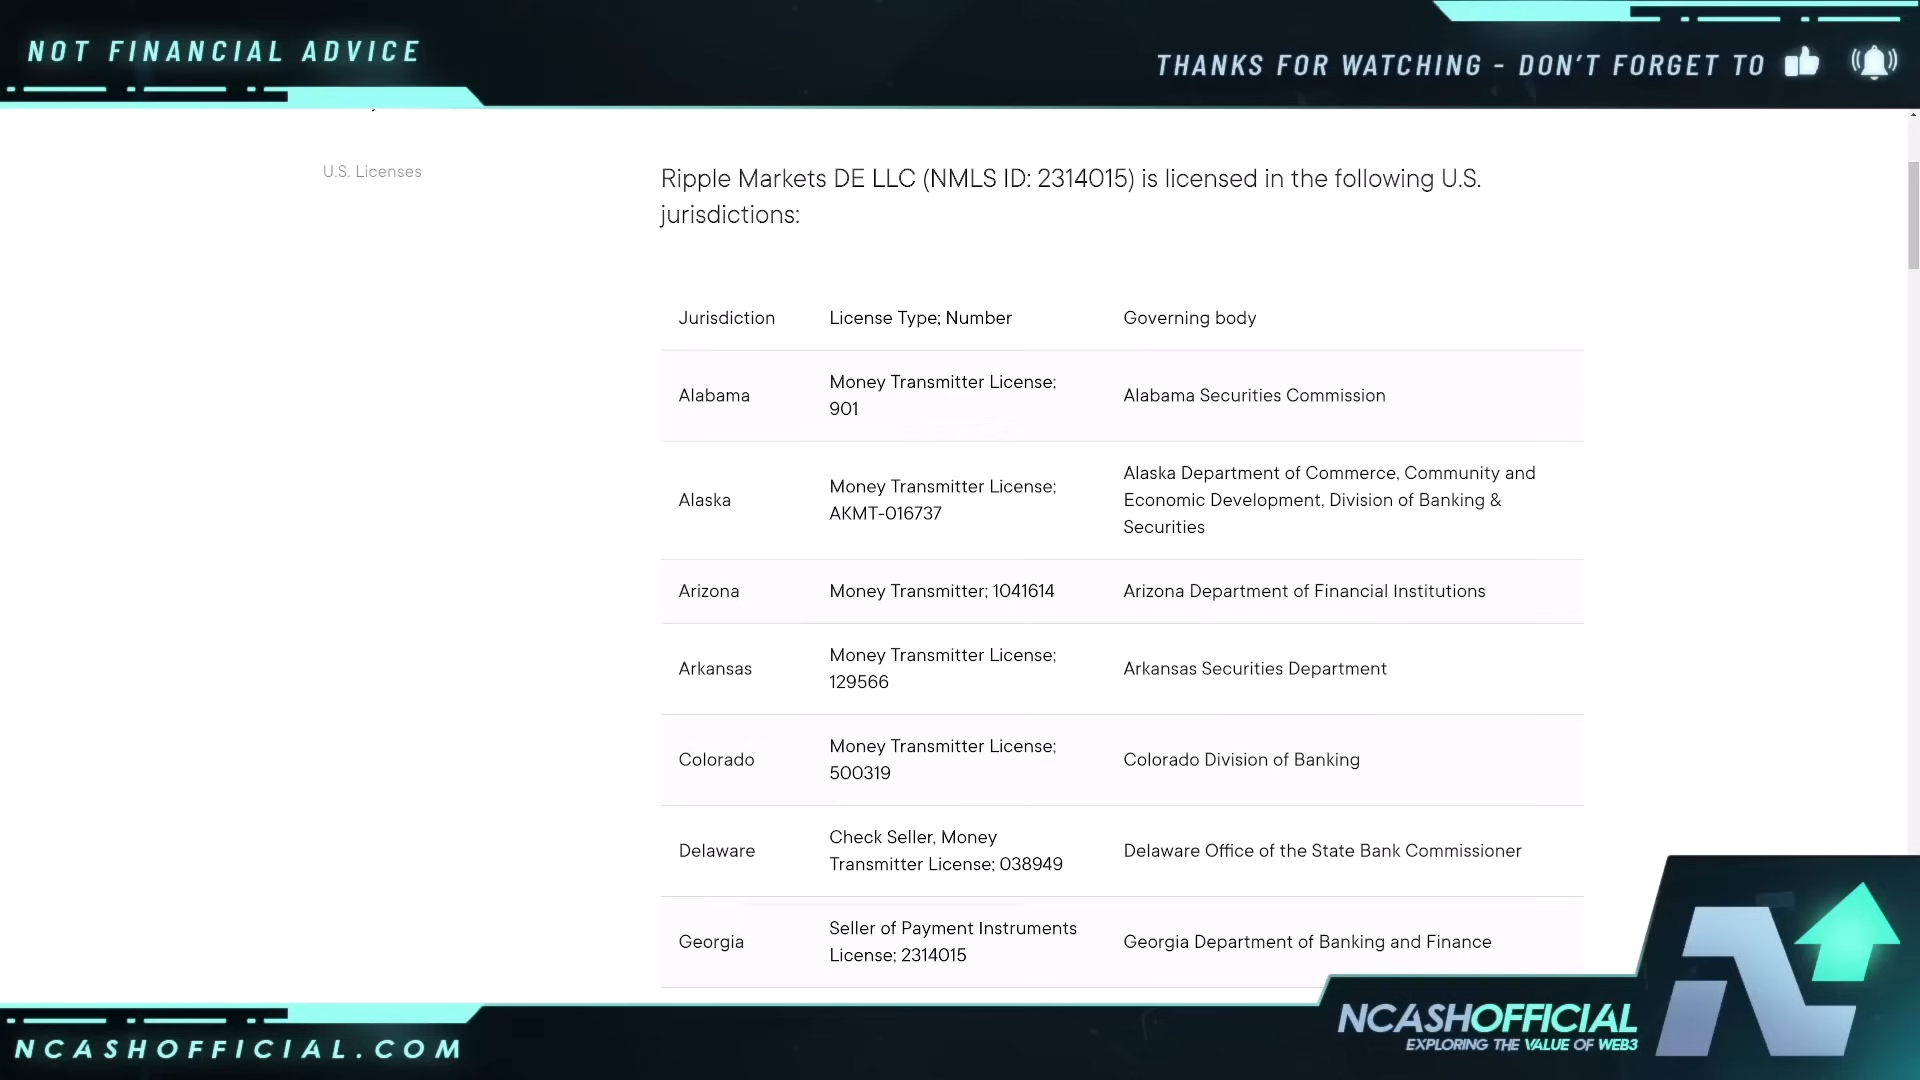 NOT FINANCIAL ADVICE
THANKS FOR WATCHING - DON'T FORGET TO
U.S. Licenses
Ripple Markets DE LLC (NMLS ID: 2314015) is licensed in the following U.S.
jurisdictions:
Jurisdiction
License Type; Number
Governing body
Alabama
Money Transmitter License;
901
Alabama Securities Commission
Alaska
Money Transmitter License;
AKMT-016737
Alaska Department of Commerce, Community and
Economic Development, Division of Banking &
Securities
Arizona
Money Transmitter; 1041614
Arizona Department of Financial Institutions
Arkansas
Money Transmitter License;
129566
Arkansas Securities Department
Colorado
Money Transmitter License;
500319
Colorado Division of Banking
Delaware
Check Seller, Money
Transmitter License; 038949
Delaware Office of the State Bank Commissioner
Georgia
Seller of Payment Instruments
License; 2314015
Georgia Department of Banking and Finance
NCASHOFFICIAL
EXPLORING THE VALUE OF WEB3
NCASHOFFICIAL.COM